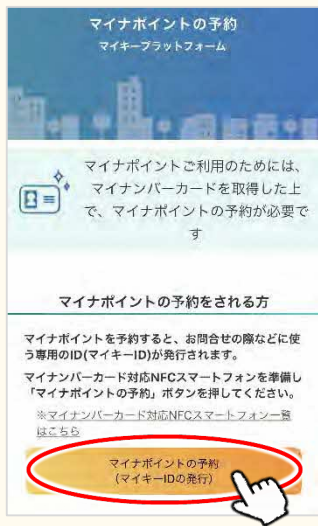 マイナポイントの予約
マイキープラットフォーム
マイナポイントご利用のためには、
マイナンバーカードを取得した上
で、マイナポイントの予約が必要で
す
マイナポイントの予約をされる方
マイナポイントを予約すると、お問合せの際などに使
う専用のID(マイキーID)が発行されます。
マイナンバーカード対応NFCスマートフォンを準備し
「マイナポイントの予約」ボタンを押してください。
※マイナンバーカード対応NFCスマートフォン一覧
はこちら
マイナポイントの予約
(マイキーIDの発行)